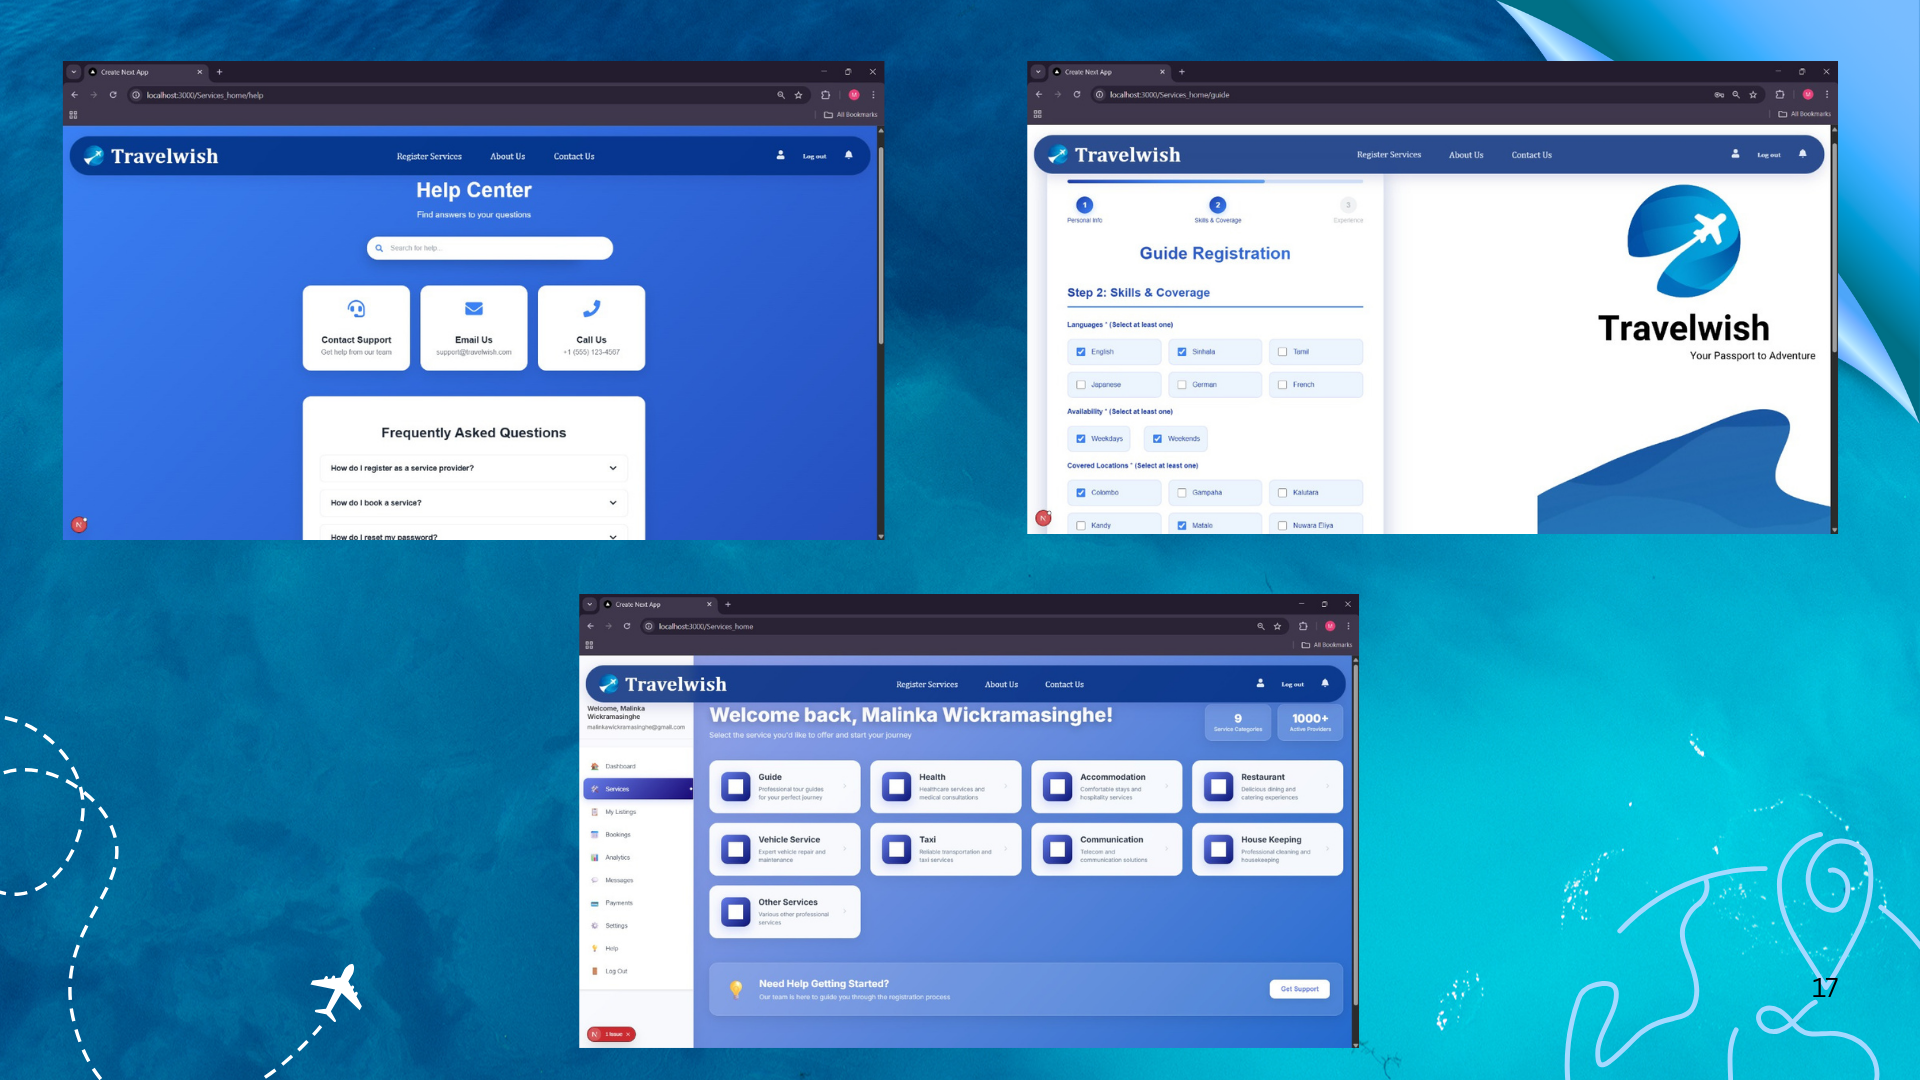 Create Next App
localhost:3000/Services_home/help
All Bookmarks
Travelwish
Register Services
About Us
Contact Us
Log out
Help Center
Find answers to your questions
Search for help...
Contact Support
Get help from our team
Email Us
support@travelwish.com
Call Us
+1 (555) 123-4567
Frequently Asked Questions
How do I register as a service provider?
How do I book a service?
How do I reset my password?
Create Next App
localhost:3000/Services_home/guide
All Bookmarks
Travelwish
Register Services
About Us
Contact Us
Log out
1
2
3
Personal Info
Skills & Coverage
Experience
Guide Registration
Step 2: Skills & Coverage
Languages * (Select at least one)
English
Sinhala
Tamil
Japanese
German
French
Availability * (Select at least one)
Weekdays
Weekends
Covered Locations * (Select at least one)
Colombo
Gampaha
Kalutara
Kandy
Matale
Nuwara Eliya
Travelwish
Your Passport to Adventure
Create Next App
localhost:3000/Services_home
All Bookmarks
Travelwish
Register Services
About Us
Contact Us
Log out
Welcome, Malinka
Wickramasinghe
malinkawickramasinghe@gmail.com
Dashboard
Services
My Listings
Bookings
Analytics
Messages
Payments
Settings
Help
Log Out
1 Issue
Welcome back, Malinka Wickramasinghe!
Select the service you'd like to offer and start your journey
9
Service Categories
1000+
Active Providers
Guide
Professional tour guides
for your perfect journey
Health
Healthcare services and
medical consultations
Accommodation
Comfortable stays and
hospitality services
Restaurant
Delicious dining and
catering experiences
Vehicle Service
Expert vehicle repair and
maintenance
Taxi
Reliable transportation and
taxi services
Communication
Telecom and
communication solutions
House Keeping
Professional cleaning and
housekeeping
Other Services
Various other professional
services
Need Help Getting Started?
Our team is here to guide you through the registration process
Get Support
17